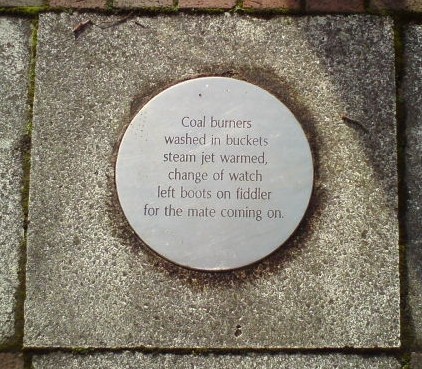 Coal burners
washed in buckets
steam jet warmed,
change of watch
left boots on fiddler
for the mate coming on.